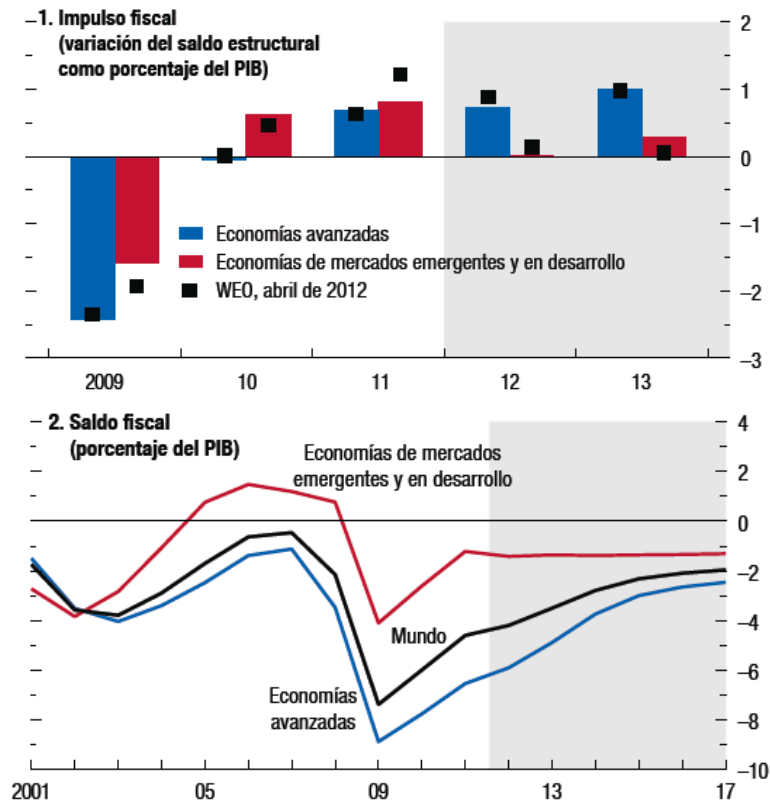 1. Impulso fiscal
(variación del saldo estructural
como porcentaje del PIB)
2
1
0
–1
–2
–3
Economías avanzadas
Economías de mercados emergentes y en desarrollo
WEO, abril de 2012
2009
10
11
12
13
2. Saldo fiscal
(porcentaje del PIB)
Economías de mercados
emergentes y en desarrollo
Mundo
Economías
avanzadas
4
2
0
–2
–4
–6
–8
–10
2001
05
09
13
17